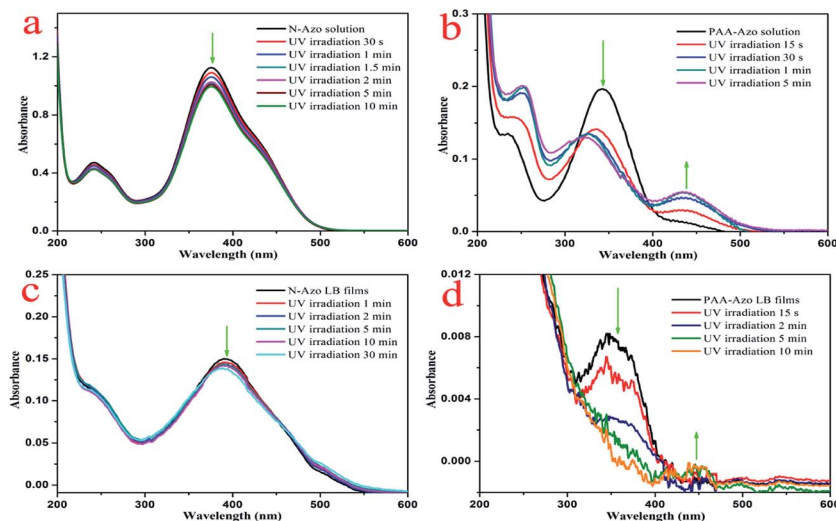 a
N-Azo solution
UV irradiation 30 s
UV irradiation 1 min
UV irradiation 1.5 min
UV irradiation 2 min
UV irradiation 5 min
UV irradiation 10 min
Absorbance
1.2
0.8
0.4
0.0
200 300 400 500 600
Wavelength (nm)
b
PAA-Azo solution
UV irradiation 15 s
UV irradiation 30 s
UV irradiation 1 min
UV irradiation 5 min
Absorbance
0.3
0.2
0.1
0.0
200 300 400 500 600
Wavelength (nm)
c
N-Azo LB films
UV irradiation 1 min
UV irradiation 2 min
UV irradiation 5 min
UV irradiation 10 min
UV irradiation 30 min
Absorbance
0.25
0.20
0.15
0.10
0.05
0.00
200 300 400 500 600
Wavelength (nm)
d
PAA-Azo LB films
UV irradiation 15 s
UV irradiation 2 min
UV irradiation 5 min
UV irradiation 10 min
Absorbance
0.012
0.008
0.004
0.000
200 300 400 500 600
Wavelength (nm)